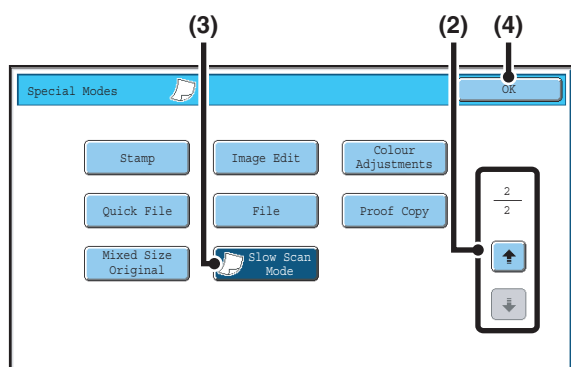 (3) (2) (4)
Special Modes OK
Stamp Image Edit Colour
Adjustments
2
2
Quick File File Proof Copy
Mixed Size
Original
Slow Scan
Mode